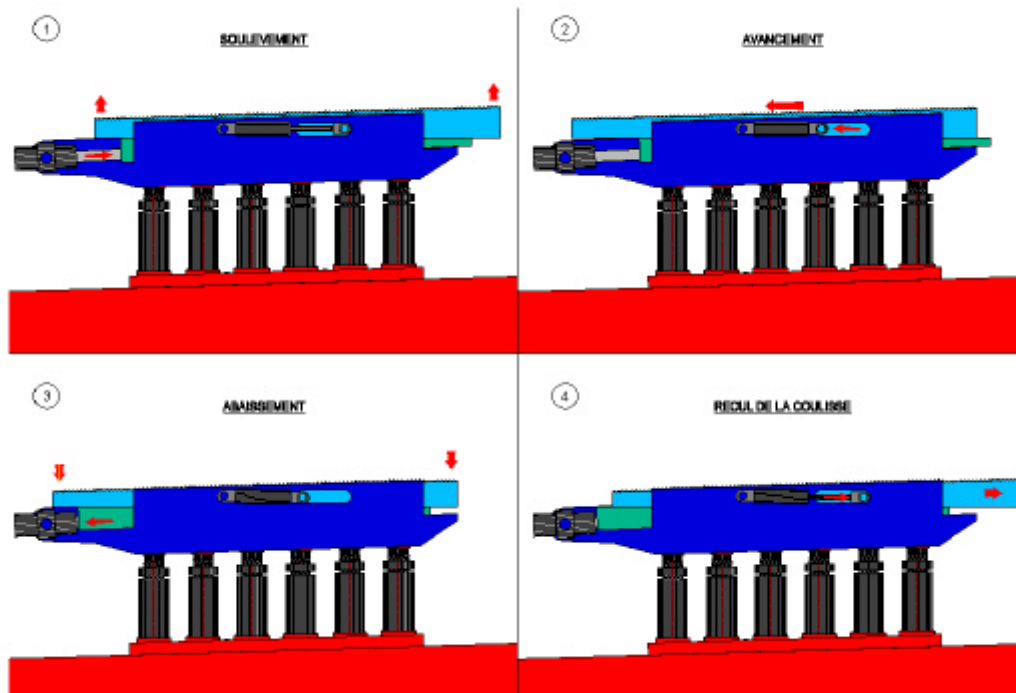 1
SOULEVEMENT
2
AVANCEMENT
3
ABAISSEMENT
4
RECUL DE LA COULISSE